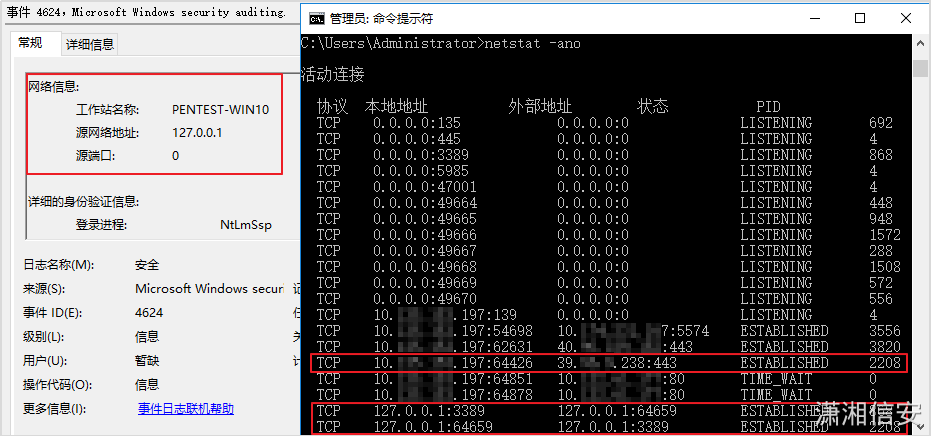 事件 4624，Microsoft Windows security auditing.
常规 详细信息
网络信息:
工作站名称: PENTEST-WIN10
源网络地址: 127.0.0.1
源端口: 0
详细的身份验证信息:
登录进程: NtLmSsp
日志名称(M): 安全
来源(S): Microsoft Windows secur
事件 ID(E): 4624
级别(L): 信息
用户(U): 暂缺
操作代码(O): 信息
更多信息(I): 事件日志联机帮助
管理员: 命令提示符
C:\Users\Administrator>netstat -ano
活动连接
协议 本地地址 外部地址 状态 PID
TCP 0.0.0.0:135 0.0.0.0:0 LISTENING 692
TCP 0.0.0.0:445 0.0.0.0:0 LISTENING 4
TCP 0.0.0.0:3389 0.0.0.0:0 LISTENING 868
TCP 0.0.0.0:5985 0.0.0.0:0 LISTENING 4
TCP 0.0.0.0:47001 0.0.0.0:0 LISTENING 4
TCP 0.0.0.0:49664 0.0.0.0:0 LISTENING 448
TCP 0.0.0.0:49665 0.0.0.0:0 LISTENING 948
TCP 0.0.0.0:49666 0.0.0.0:0 LISTENING 1572
TCP 0.0.0.0:49667 0.0.0.0:0 LISTENING 288
TCP 0.0.0.0:49668 0.0.0.0:0 LISTENING 1508
TCP 0.0.0.0:49669 0.0.0.0:0 LISTENING 572
TCP 0.0.0.0:49670 0.0.0.0:0 LISTENING 556
TCP 10. .197:139 0.0.0.0:0 LISTENING 4
TCP 10. .197:54698 10. 7:5574 ESTABLISHED 3556
TCP 10. .197:62631 40. :443 ESTABLISHED 3820
TCP 10. .197:64426 39. .238:443 ESTABLISHED 2208
TCP 10. .197:64851 10. :80 TIME_WAIT 0
TCP 10. .197:64878 10. :80 TIME_WAIT 0
TCP 127.0.0.1:3389 127.0.0.1:64659
TCP 127.0.0.1:64659 127.0.0.1:3389
潇湘信安